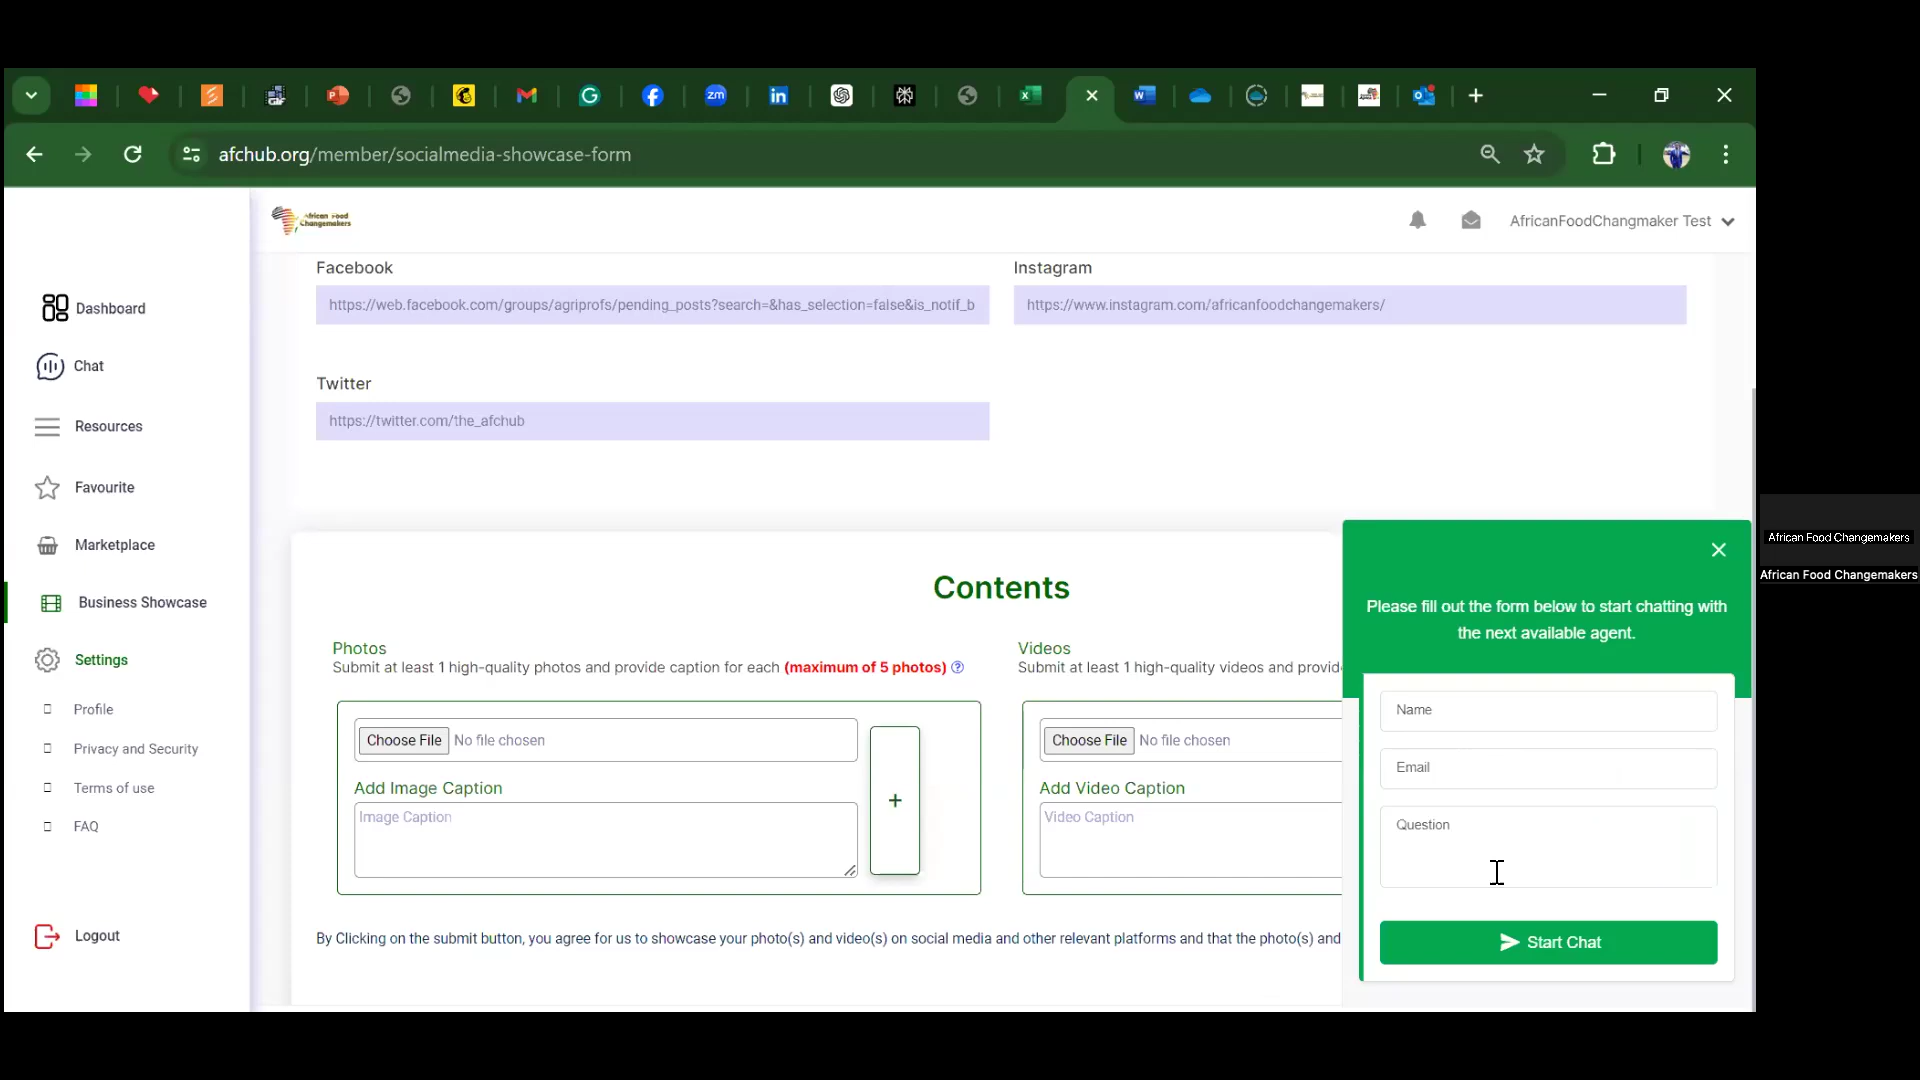 afchub.org/member/socialmedia-showcase-form
African Food
Changemakers
AfricanFoodChangmaker Test
Dashboard
Chat
Resources
Favourite
Marketplace
Business Showcase
Settings
Profile
Privacy and Security
Terms of use
FAQ
Logout
Facebook
https://web.facebook.com/groups/agriprofs/pending_posts?search=&has_selection=false&is_notif_b
Instagram
https://www.instagram.com/africanfoodchangemakers/
Twitter
https://twitter.com/the_afchub
Contents
Photos
Submit at least 1 high-quality photos and provide caption for each (maximum of 5 photos)
Choose File No file chosen
Add Image Caption
Image Caption
+
Videos
Submit at least 1 high-quality videos and provid
Choose File No file chosen
Add Video Caption
Video Caption
By Clicking on the submit button, you agree for us to showcase your photo(s) and video(s) on social media and other relevant platforms and that the photo(s) and
Please fill out the form below to start chatting with
the next available agent.
Name
Email
Question
Start Chat
African Food Changemakers
African Food Changemakers